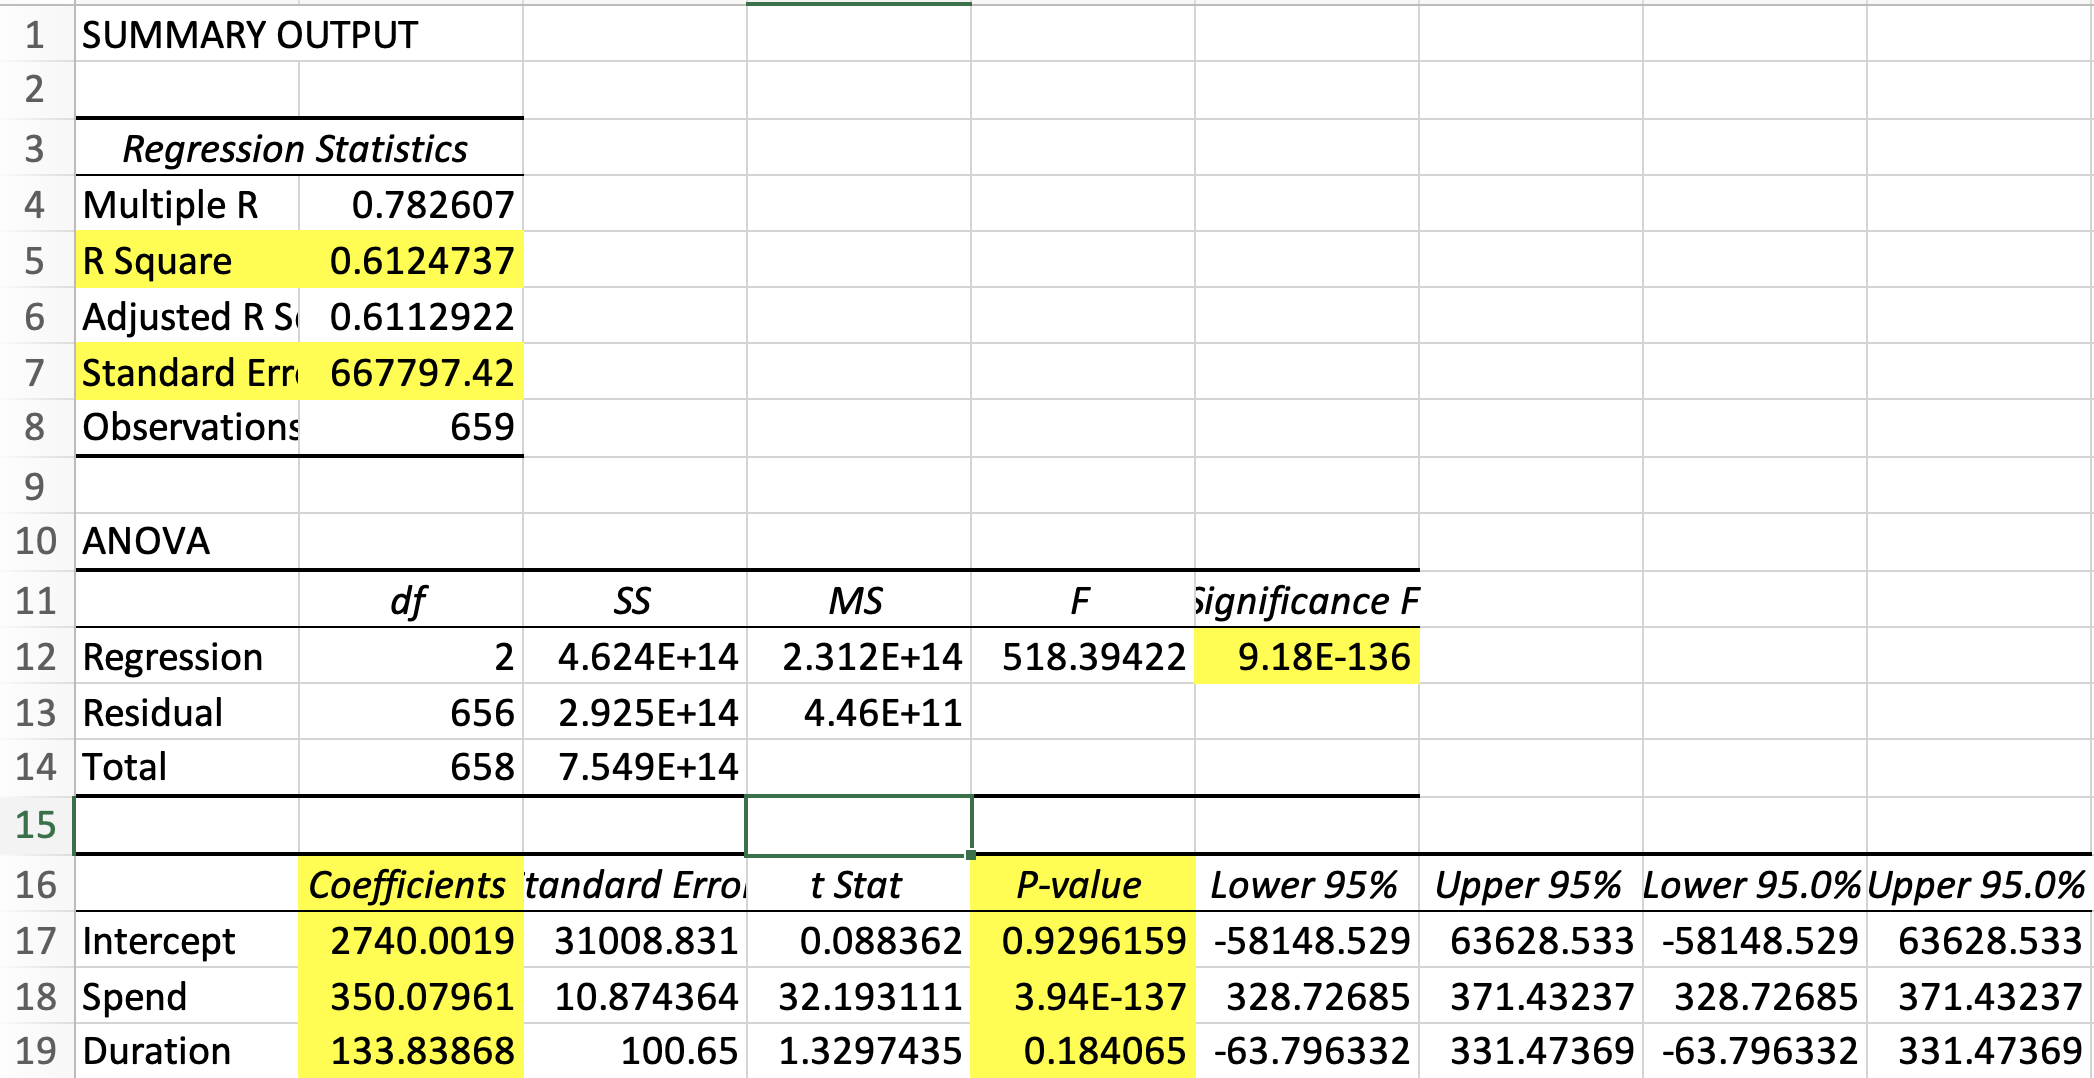 1 SUMMARY OUTPUT
2
3 Regression Statistics
4 Multiple R 0.782607
5 R Square 0.6124737
6 Adjusted R S 0.6112922
7 Standard Err 667797.42
8 Observations 659
9
10 ANOVA
11 df SS MS F Significance F
12 Regression 2 4.624E+14 2.312E+14 518.39422 9.18E-136
13 Residual 656 2.925E+14 4.46E+11
14 Total 658 7.549E+14
15
16 Coefficients tandard Erro t Stat P-value Lower 95% Upper 95% Lower 95.0% Upper 95.0%
17 Intercept 2740.0019 31008.831 0.088362 0.9296159 -58148.529 63628.533 -58148.529 63628.533
18 Spend 350.07961 10.874364 32.193111 3.94E-137 328.72685 371.43237 328.72685 371.43237
19 Duration 133.83868 100.65 1.3297435 0.184065 -63.796332 331.47369 -63.796332 331.47369